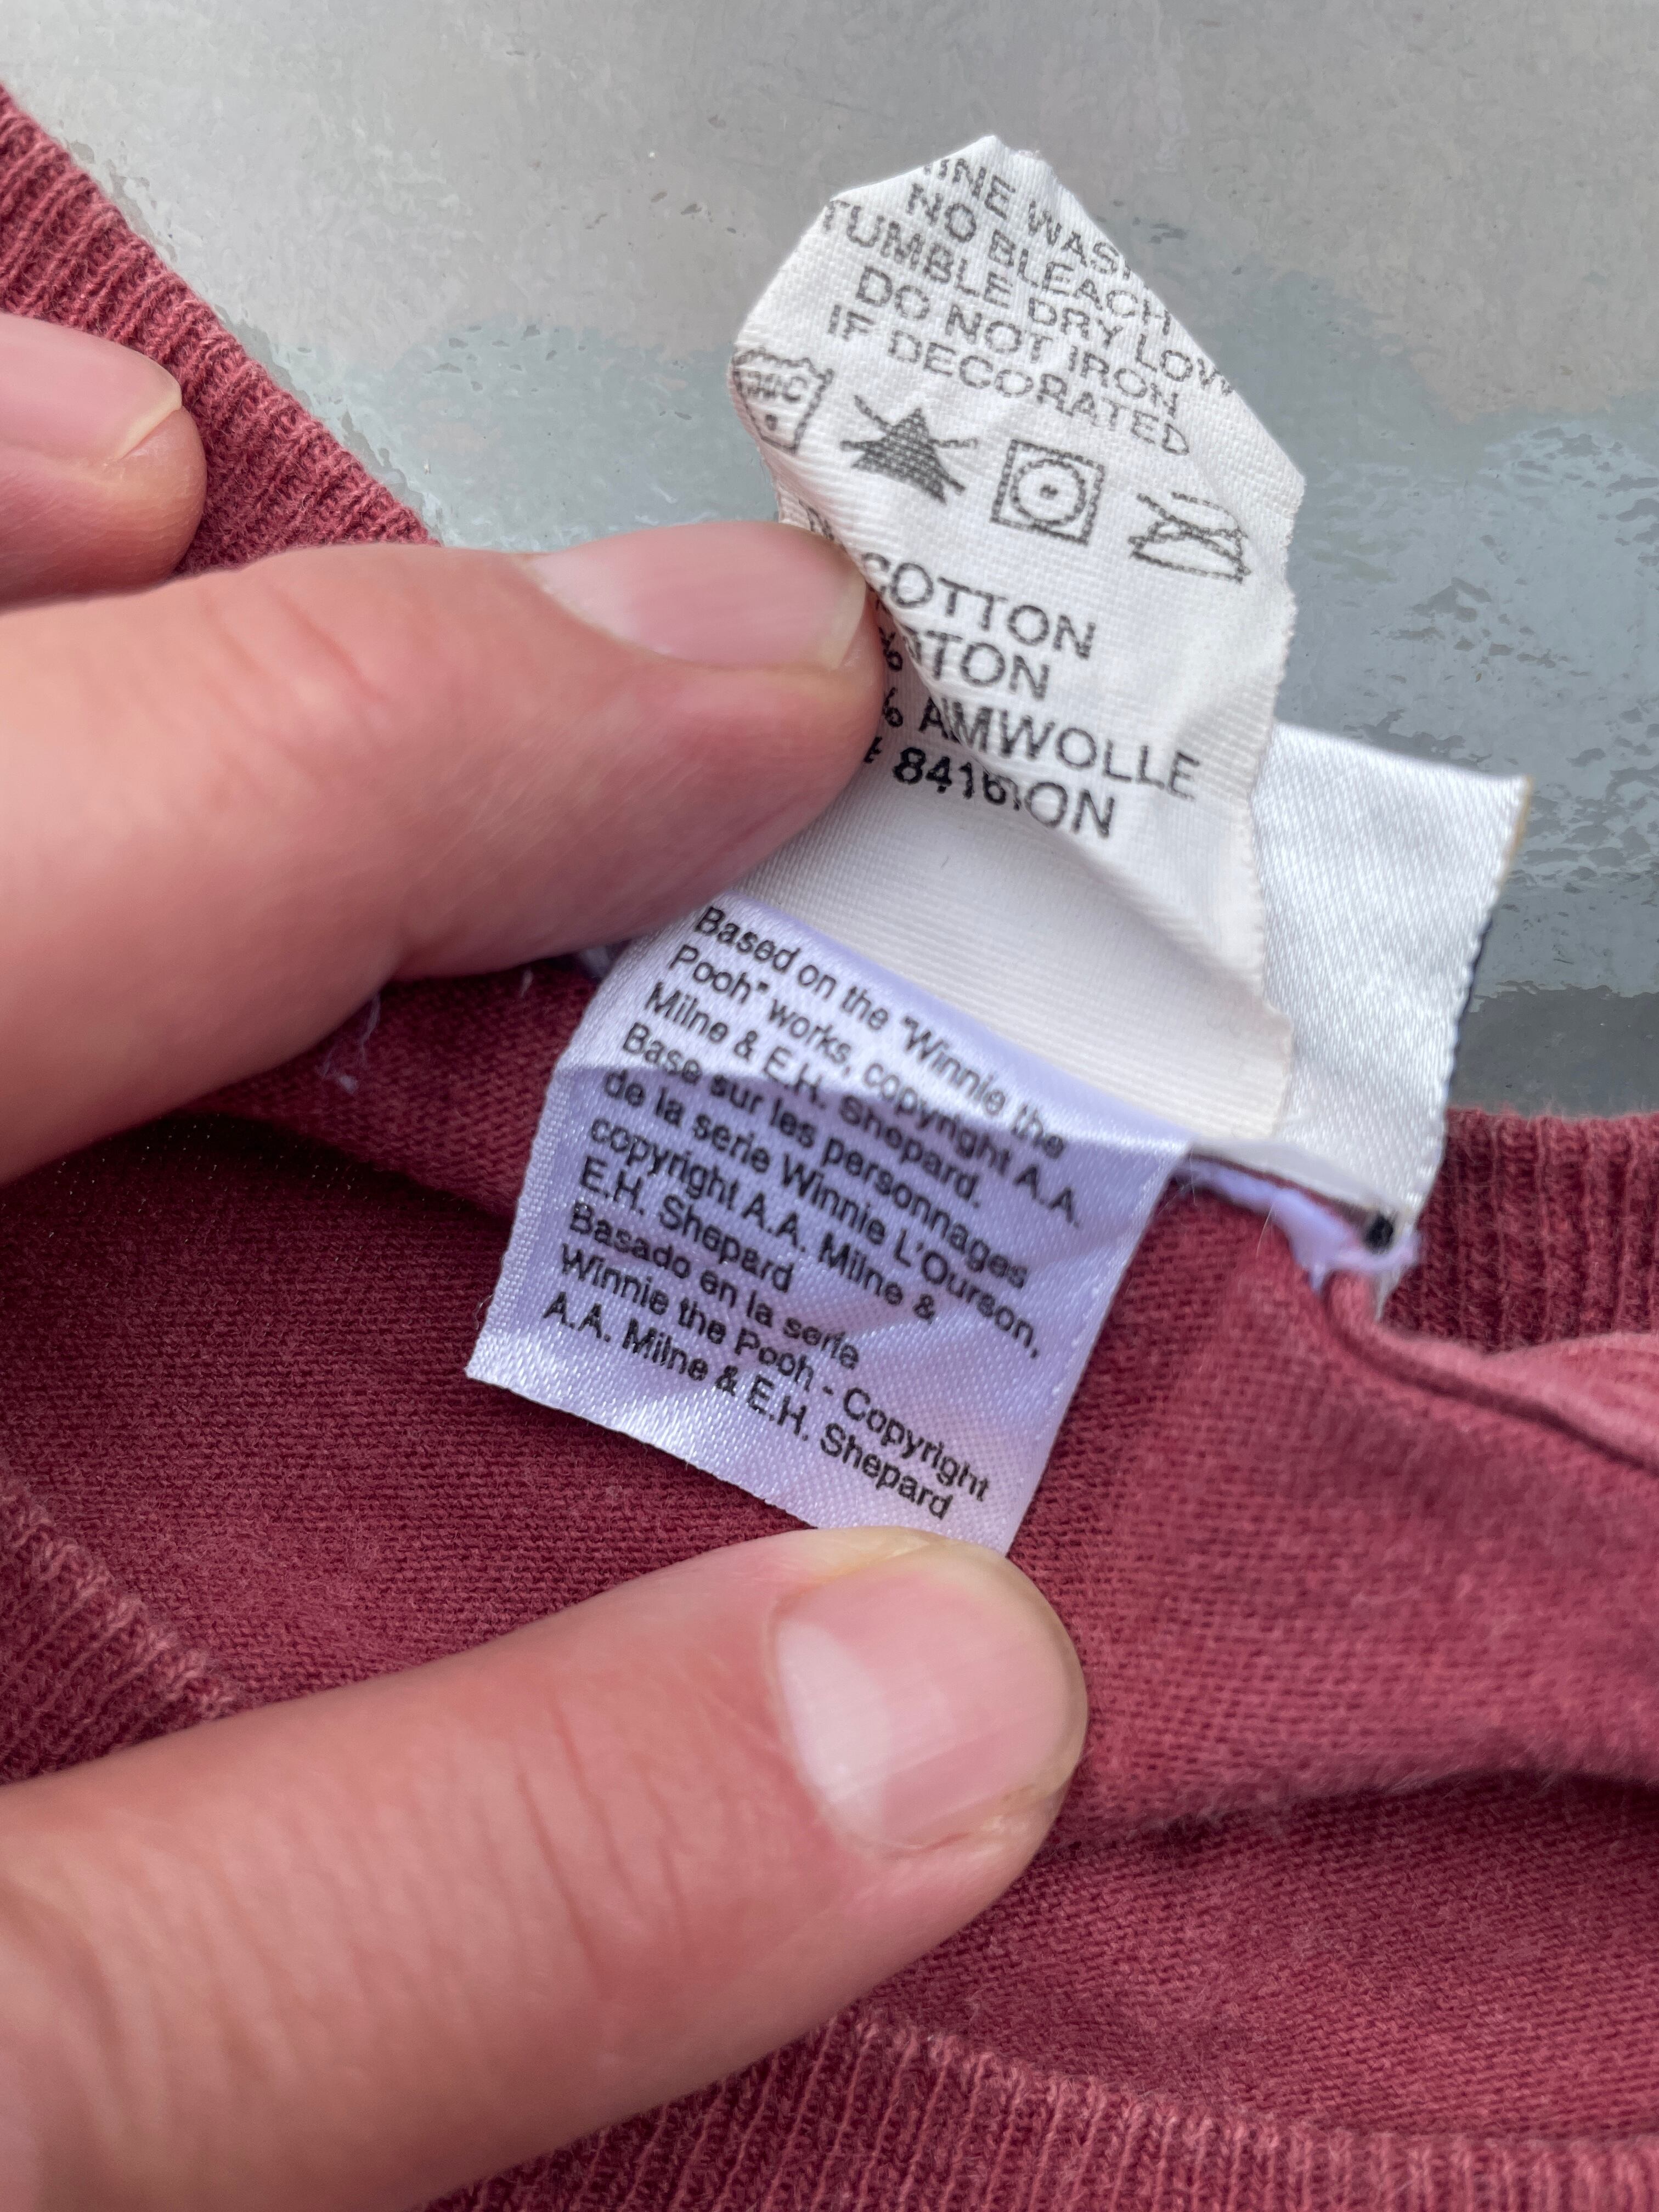 NO BLEACH
TUMBLE DRY LOW
DO NOT IRON
IF DECORATED
COTTON
% AMWOLLE
8416
Based on the "Winnie the
Pooh" works, copyright A.A.
Milne & E.H. Shepard.
Base sur les personnages
de la serie Winnie L'Ourson,
copyright A.A. Milne &
E.H. Shepard
Basado en la serie
Winnie the Pooh - Copyright
A.A. Milne & E.H. Shepard